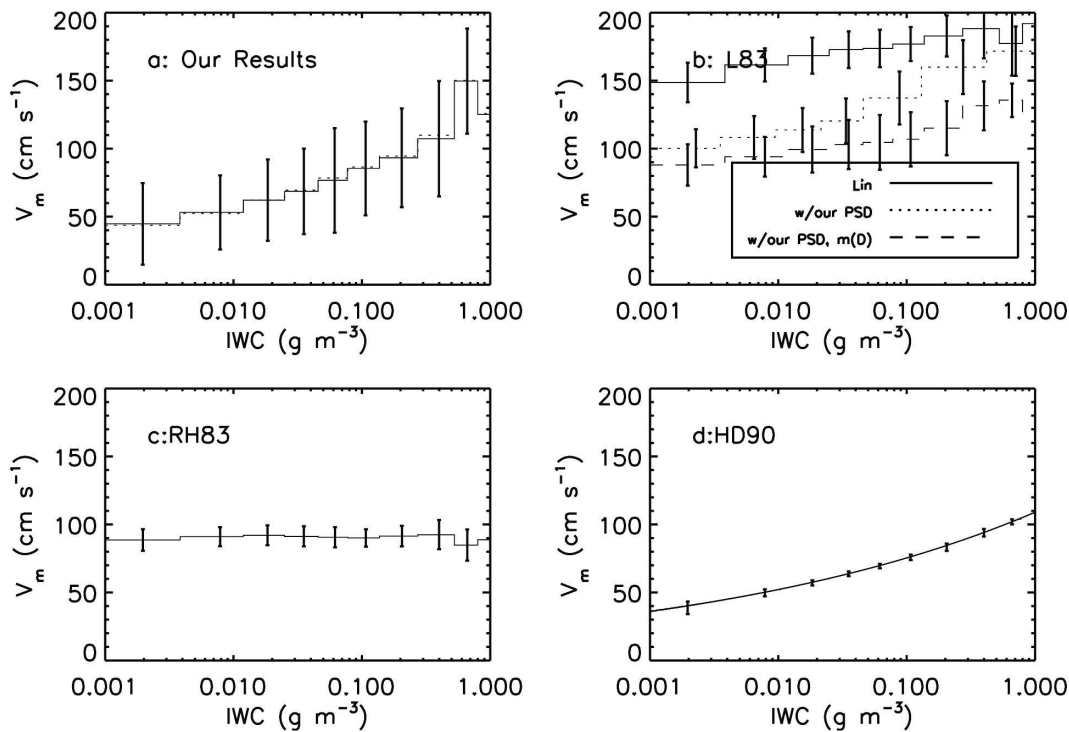 200
150
100
50
0
V_m (cm s⁻¹)
a: Our Results
0.001 0.010 0.100 1.000
IWC (g m⁻³)
200
150
100
50
0
V_m (cm s⁻¹)
b: L83
Lin
w/our PSD
w/our PSD, m(D)
0.001 0.010 0.100 1.000
IWC (g m⁻³)
200
150
100
50
0
V_m (cm s⁻¹)
c:RH83
0.001 0.010 0.100 1.000
IWC (g m⁻³)
200
150
100
50
0
V_m (cm s⁻¹)
d:HD90
0.001 0.010 0.100 1.000
IWC (g m⁻³)